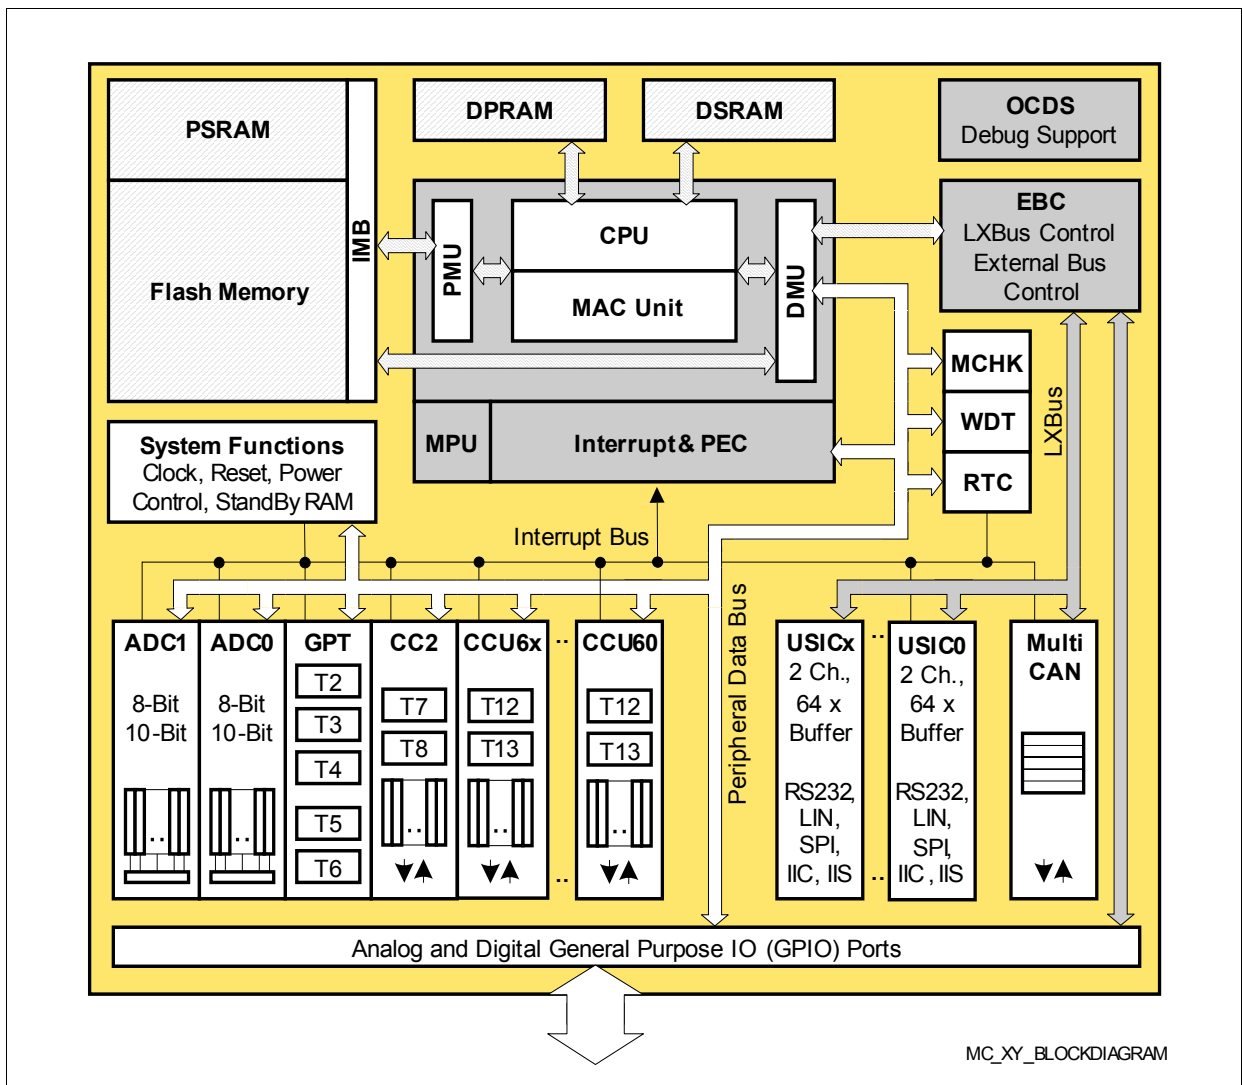 PSRAM
Flash Memory
IMB
DPRAM
DSRAM
OCDS
Debug Support
PMU
CPU
MAC Unit
DMU
EBC
LXBus Control
External Bus
Control
MPU
Interrupt & PEC
MCHK
WDT
RTC
LXBus
System Functions
Clock, Reset, Power
Control, StandBy RAM
Interrupt Bus
Peripheral Data Bus
ADC1
8-Bit
10-Bit
..
ADC0
8-Bit
10-Bit
..
GPT
T2
T3
T4
T5
T6
CC2
T7
T8
..
CCU6x
T12
T13
..
..
..
CCU60
T12
T13
..
USICx
2 Ch.,
64 x
Buffer
RS232,
LIN,
SPI,
IIC, IIS
..
..
USIC0
2 Ch.,
64 x
Buffer
RS232,
LIN,
SPI,
IIC, IIS
Multi
CAN
Analog and Digital General Purpose IO (GPIO) Ports
MC_XY_BLOCKDIAGRAM